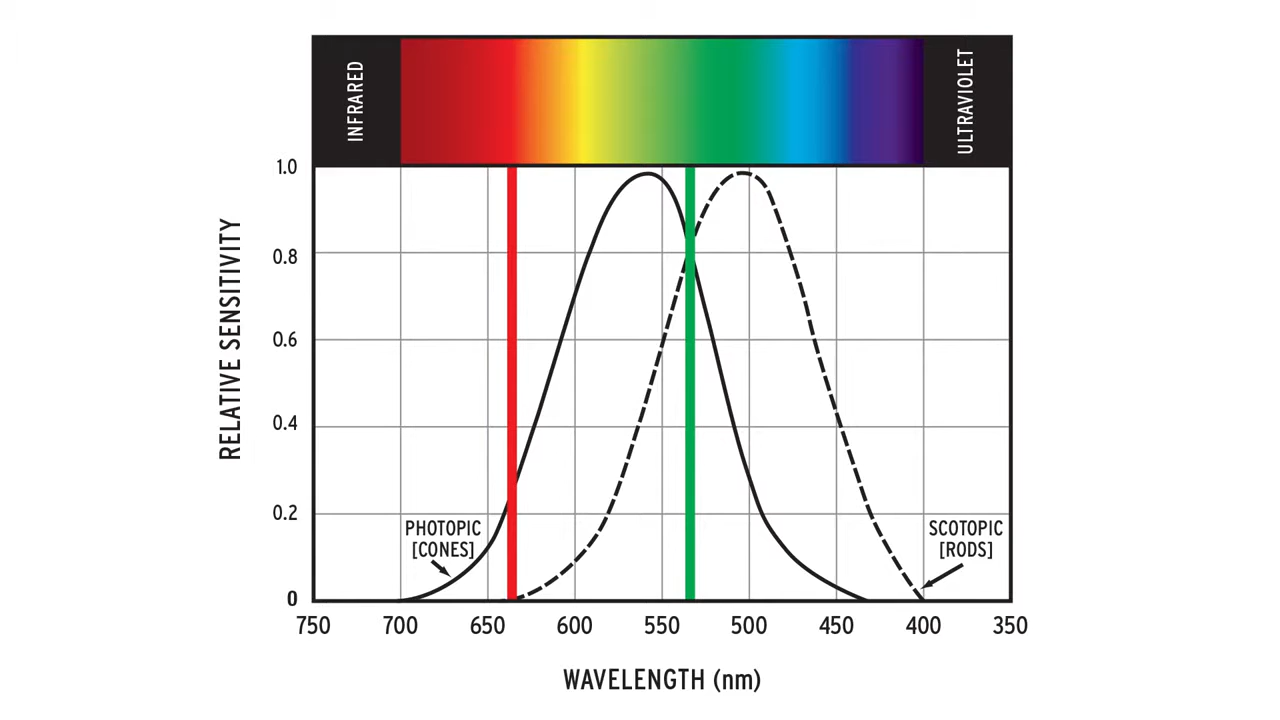 INFRARED
ULTRAVIOLET
RELATIVE SENSITIVITY
1.0
0.8
0.6
0.4
0.2
0
PHOTOPIC
[CONES]
SCOTOPIC
[RODS]
750 700 650 600 550 500 450 400 350
WAVELENGTH (nm)